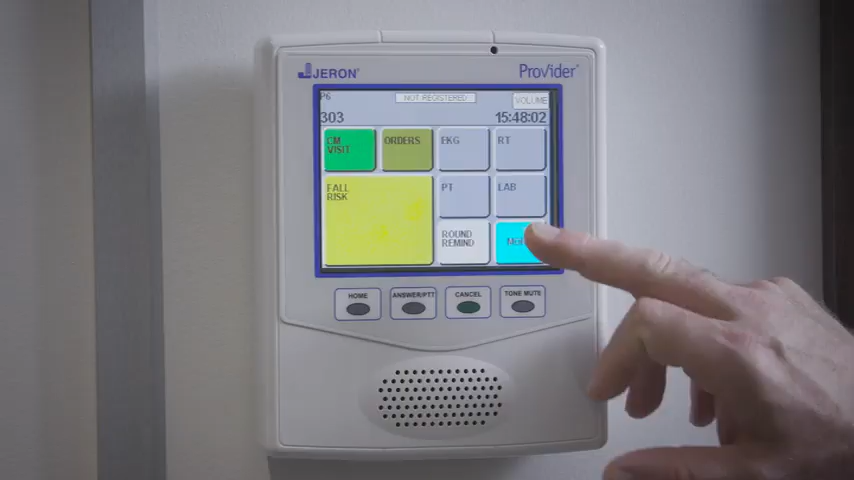 JERON®
Provider®
P6
NOT REGISTERED
VOLUME
303
15:48:02
CM
VISIT
ORDERS
EKG
RT
FALL
RISK
PT
LAB
ROUND
REMIND
HOME
ANSWER/PTT
CANCEL
TONE MUTE